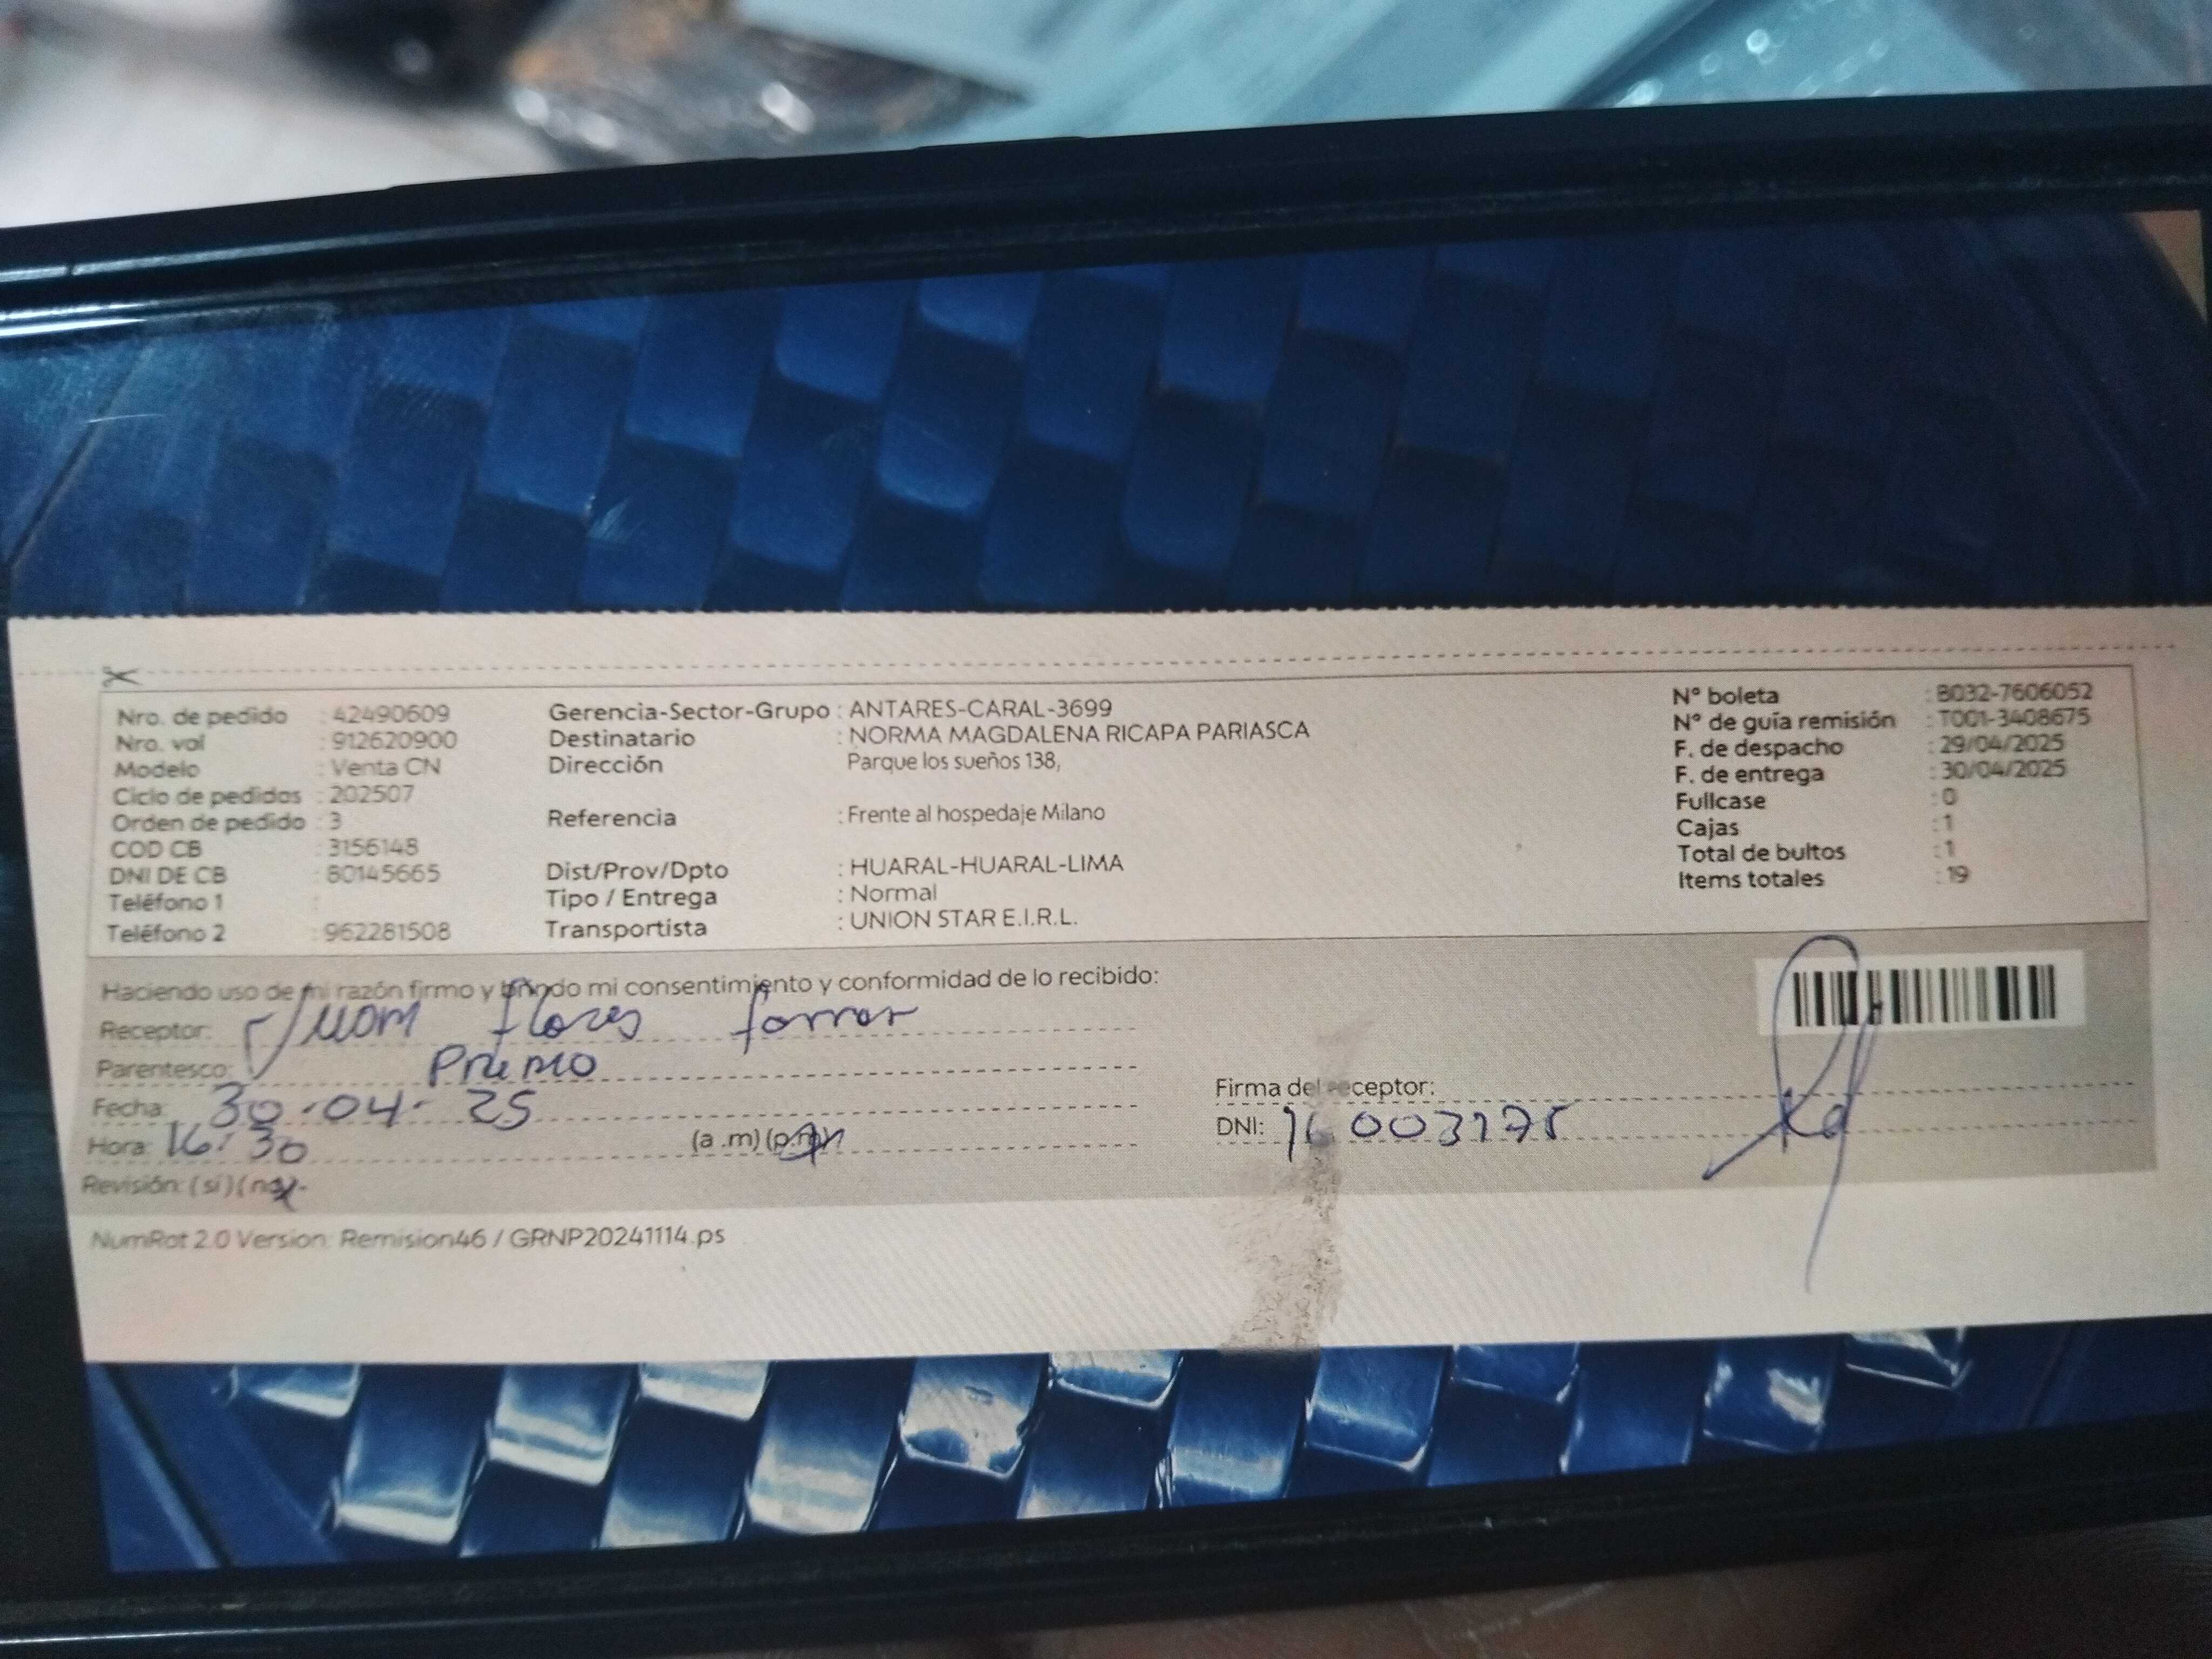 Nro. de pedido : 42490609 Gerencia-Sector-Grupo : ANTARES-CARAL-3699 N° boleta : B032-7606052
Nro. val : 912620900 Destinatario : NORMA MAGDALENA RICAPA PARIASCA N° de guía remisión : T001-3408675
Modelo : Venta CN Dirección Parque los sueños 138, F. de despacho : 29/04/2025
Ciclo de pedidos : 202507 F. de entrega : 30/04/2025
Orden de pedido : 3 Referencia : Frente al hospedaje Milano Fullcase : 0
COD CB : 3156148 Cajas : 1
DNI DE CB : 80145665 Dist/Prov/Dpto : HUARAL-HUARAL-LIMA Total de bultos : 1
Teléfono 1 : Tipo / Entrega : Normal Items totales : 19
Teléfono 2 : 962281508 Transportista : UNION STAR E.I.R.L.
Haciendo uso de mi razón firmo y brindo mi consentimiento y conformidad de lo recibido:
Receptor: flores
Parentesco: Primo
Fecha: 30-04-25 Firma del receptor:
Hora: 16:30 (a .m) (p.m) DNI:
Revisión: (si) (no)
NumRot 2.0 Version: Remision46 / GRNP20241114.ps